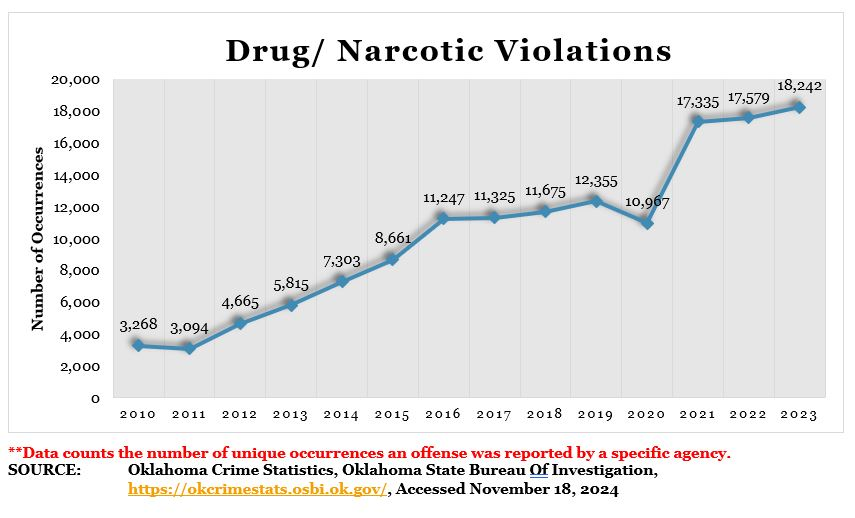 Drug/ Narcotic Violations
Number of Occurrences
20,000
18,000
16,000
14,000
12,000
10,000
8,000
6,000
4,000
2,000
0
3,268 3,094 4,665 5,815 7,303 8,661 11,247 11,325 11,675 12,355 10,967 17,335 17,579 18,242
2010 2011 2012 2013 2014 2015 2016 2017 2018 2019 2020 2021 2022 2023
**Data counts the number of unique occurrences an offense was reported by a specific agency.
SOURCE: Oklahoma Crime Statistics, Oklahoma State Bureau Of Investigation,
https://okcrimestats.osbi.ok.gov/, Accessed November 18, 2024